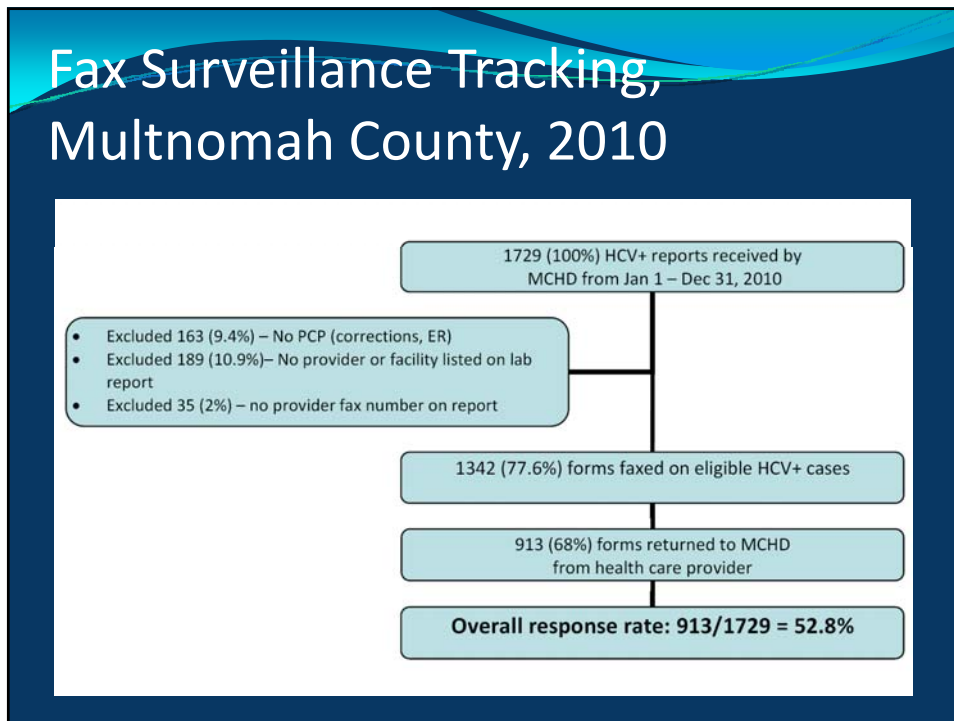 Fax Surveillance Tracking,
Multnomah County, 2010
1729 (100%) HCV+ reports received by
MCHD from Jan 1 – Dec 31, 2010
• Excluded 163 (9.4%) – No PCP (corrections, ER)
• Excluded 189 (10.9%)– No provider or facility listed on lab
report
• Excluded 35 (2%) – no provider fax number on report
1342 (77.6%) forms faxed on eligible HCV+ cases
913 (68%) forms returned to MCHD
from health care provider
Overall response rate: 913/1729 = 52.8%